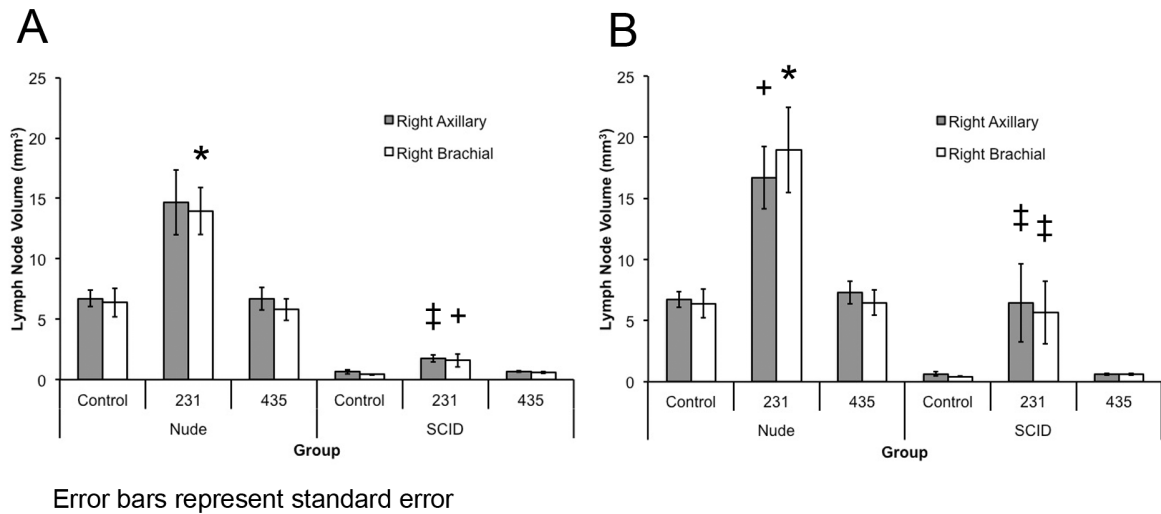 A
B
25
20
15
10
5
0
Lymph Node Volume (mm³)
Right Axillary
Right Brachial
*
‡ +
Control 231 435 Control 231 435
Nude SCID
Group
25
20
15
10
5
0
Lymph Node Volume (mm³)
Right Axillary
Right Brachial
+ *
‡ ‡
Control 231 435 Control 231 435
Nude SCID
Group
Error bars represent standard error